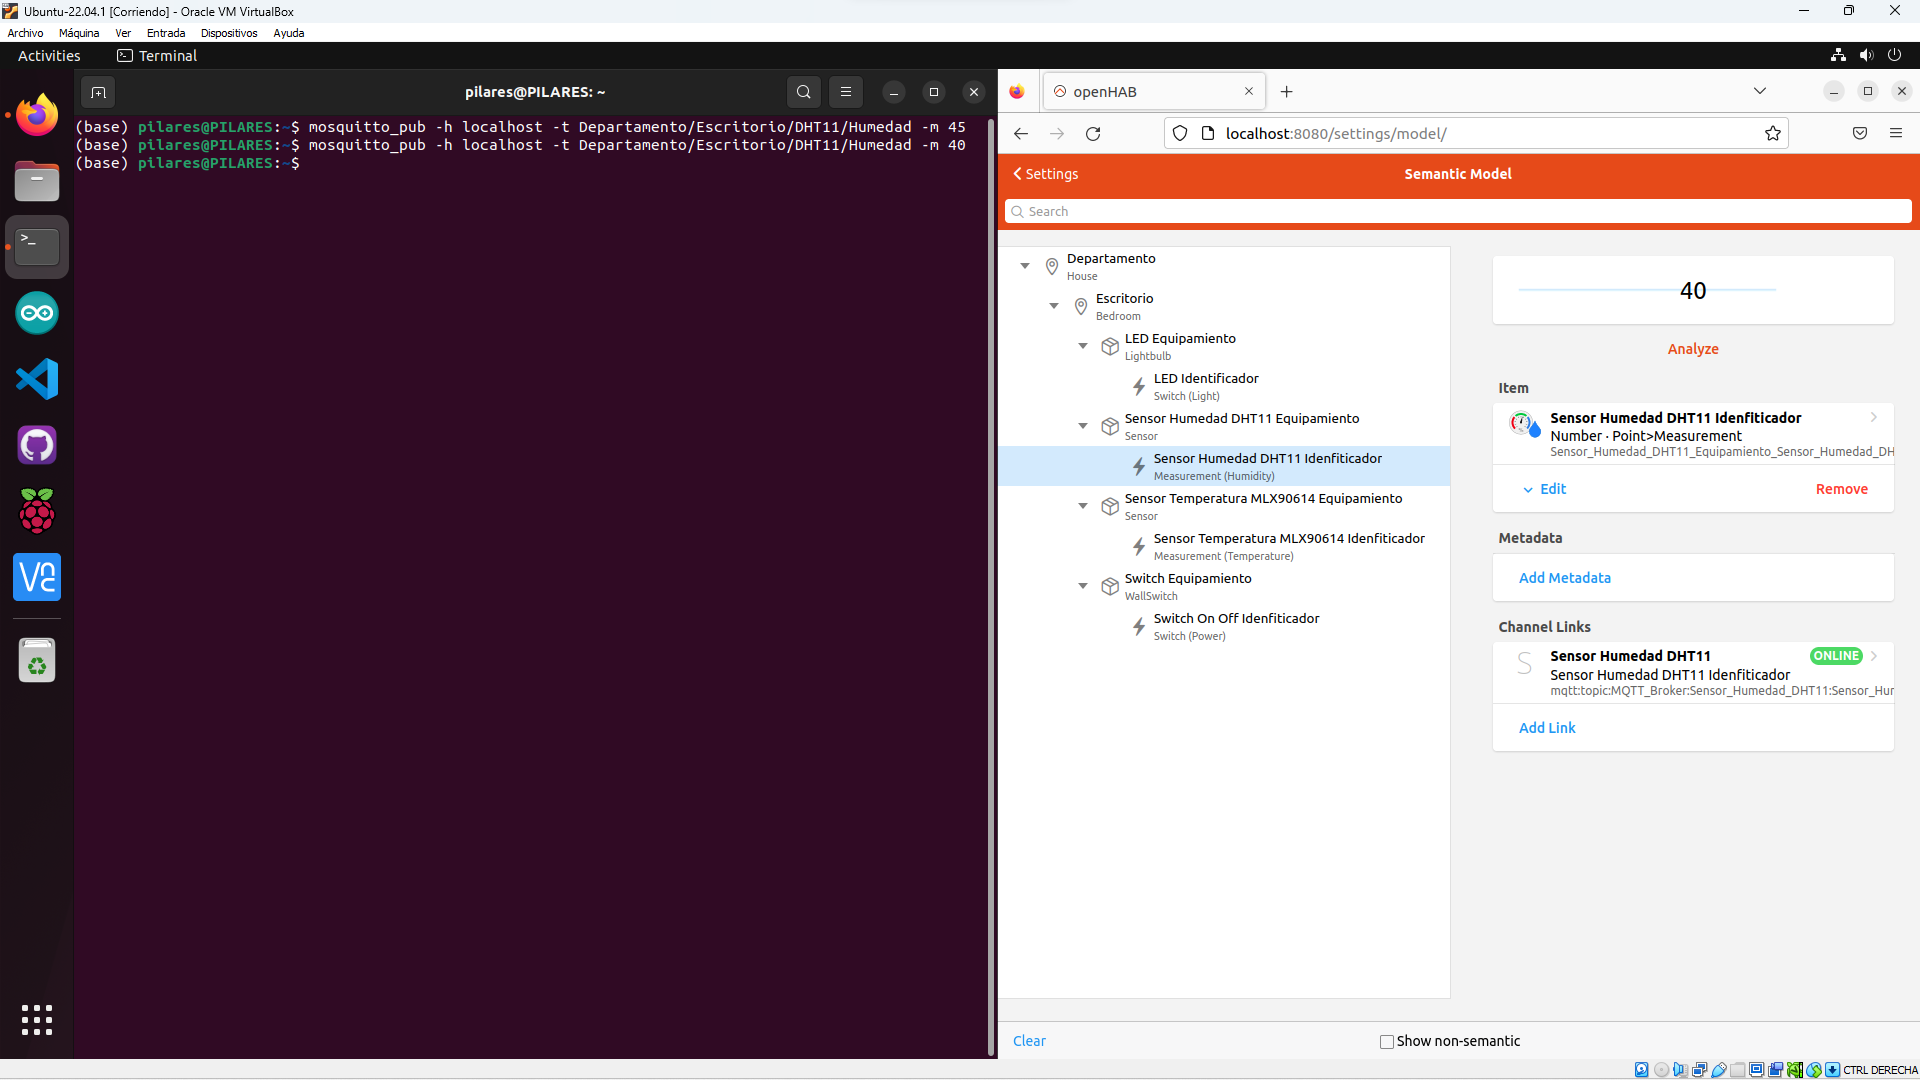 Ubuntu-22.04.1 [Corriendo] - Oracle VM VirtualBox
Archivo Máquina Ver Entrada Dispositivos Ayuda
Activities Terminal
pilares@PILARES: ~
(base) pilares@PILARES:~$ mosquitto_pub -h localhost -t Departamento/Escritorio/DHT11/Humedad -m 45
(base) pilares@PILARES:~$ mosquitto_pub -h localhost -t Departamento/Escritorio/DHT11/Humedad -m 40
(base) pilares@PILARES:~$
openHAB
localhost:8080/settings/model/
Settings
Semantic Model
Search
Departamento
House
Escritorio
Bedroom
LED Equipamiento
Lightbulb
LED Identificador
Switch (Light)
Sensor Humedad DHT11 Equipamiento
Sensor
Sensor Humedad DHT11 Idenfiticador
Measurement (Humidity)
Sensor Temperatura MLX90614 Equipamiento
Sensor
Sensor Temperatura MLX90614 Idenfiticador
Measurement (Temperature)
Switch Equipamiento
WallSwitch
Switch On Off Idenfiticador
Switch (Power)
40
Analyze
Item
Sensor Humedad DHT11 Idenfiticador
Number · Point>Measurement
Sensor_Humedad_DHT11_Equipamiento_Sensor_Humedad_DH
Edit Remove
Metadata
Add Metadata
Channel Links
S
Sensor Humedad DHT11 ONLINE
Sensor Humedad DHT11 Idenfiticador
mqtt:topic:MQTT_Broker:Sensor_Humedad_DHT11:Sensor_Hur
Add Link
Clear
Show non-semantic
CTRL DERECHA